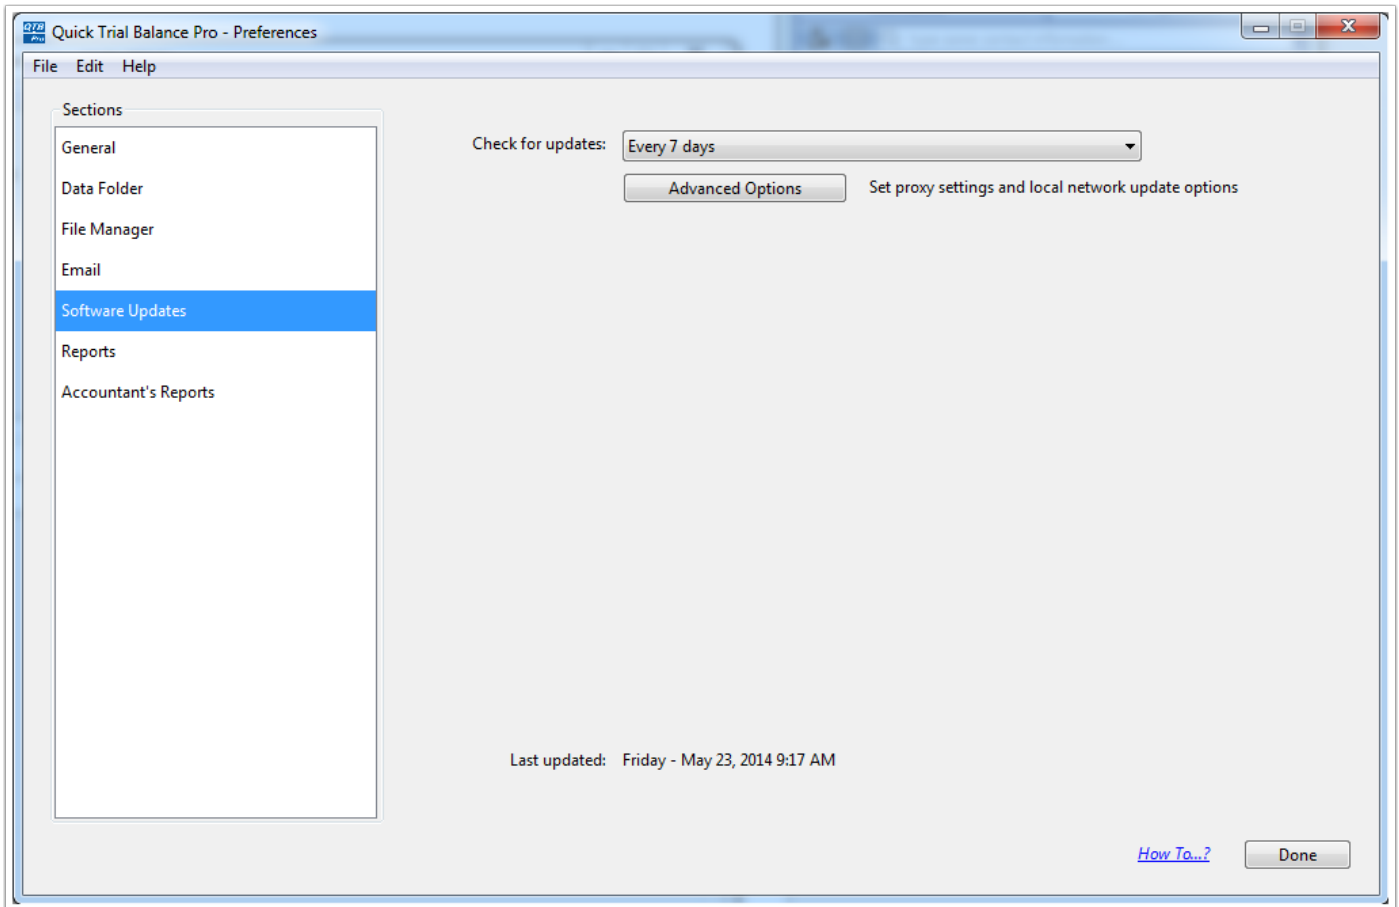 QTB
Pro
Quick Trial Balance Pro - Preferences
File Edit Help
Sections
General
Data Folder
File Manager
Email
Software Updates
Reports
Accountant's Reports
Check for updates: Every 7 days
Advanced Options Set proxy settings and local network update options
Last updated: Friday - May 23, 2014 9:17 AM
How To...? Done